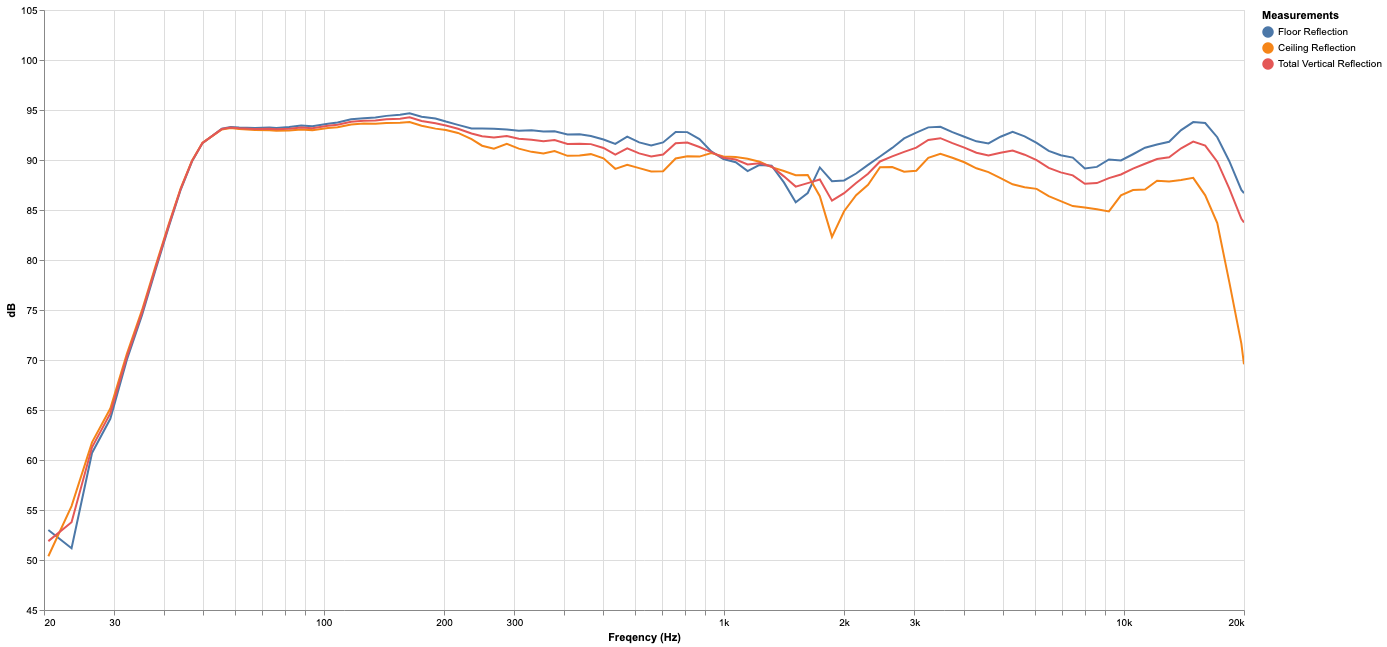 105
100
95
90
85
80
75
70
65
60
55
50
45
dB
20 30 100 200 300 1k 2k 3k 10k 20k
Freqency (Hz)
Measurements
Floor Reflection
Ceiling Reflection
Total Vertical Reflection